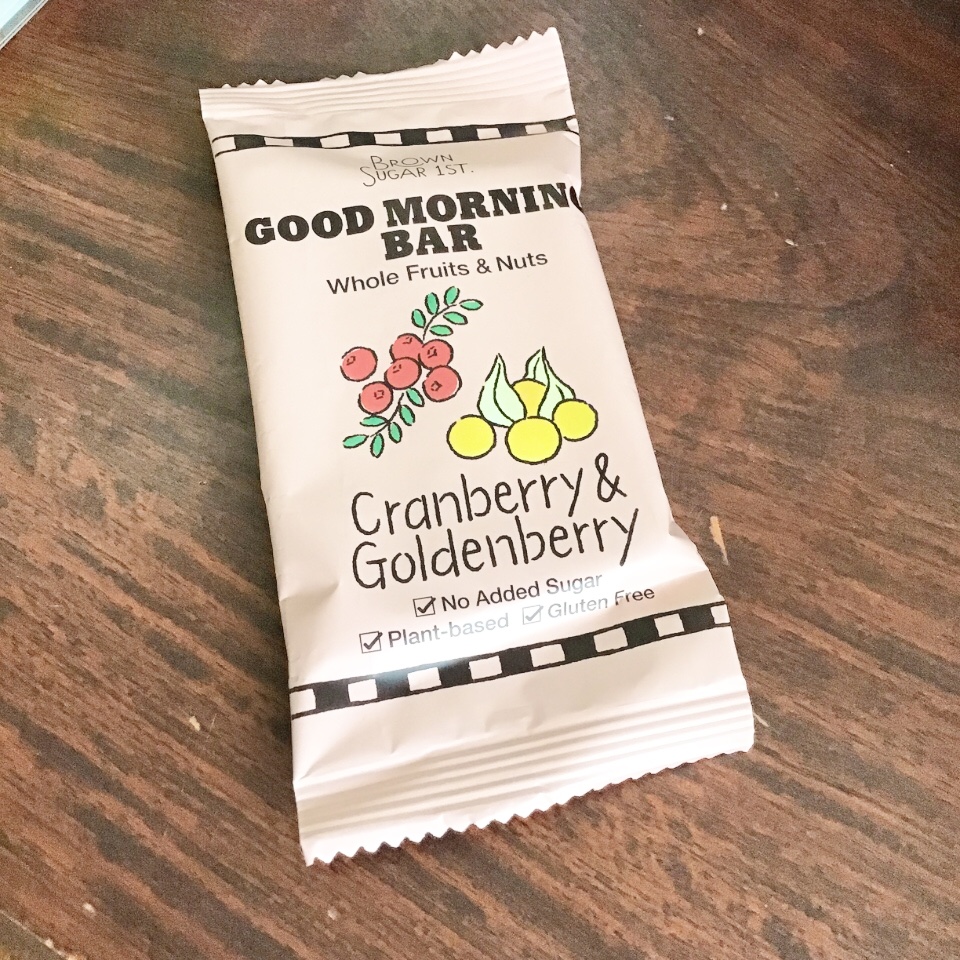 BROWN
SUGAR 1ST.
GOOD MORNING
BAR
Whole Fruits & Nuts
Cranberry &
Goldenberry
No Added Sugar
Plant-based Gluten Free